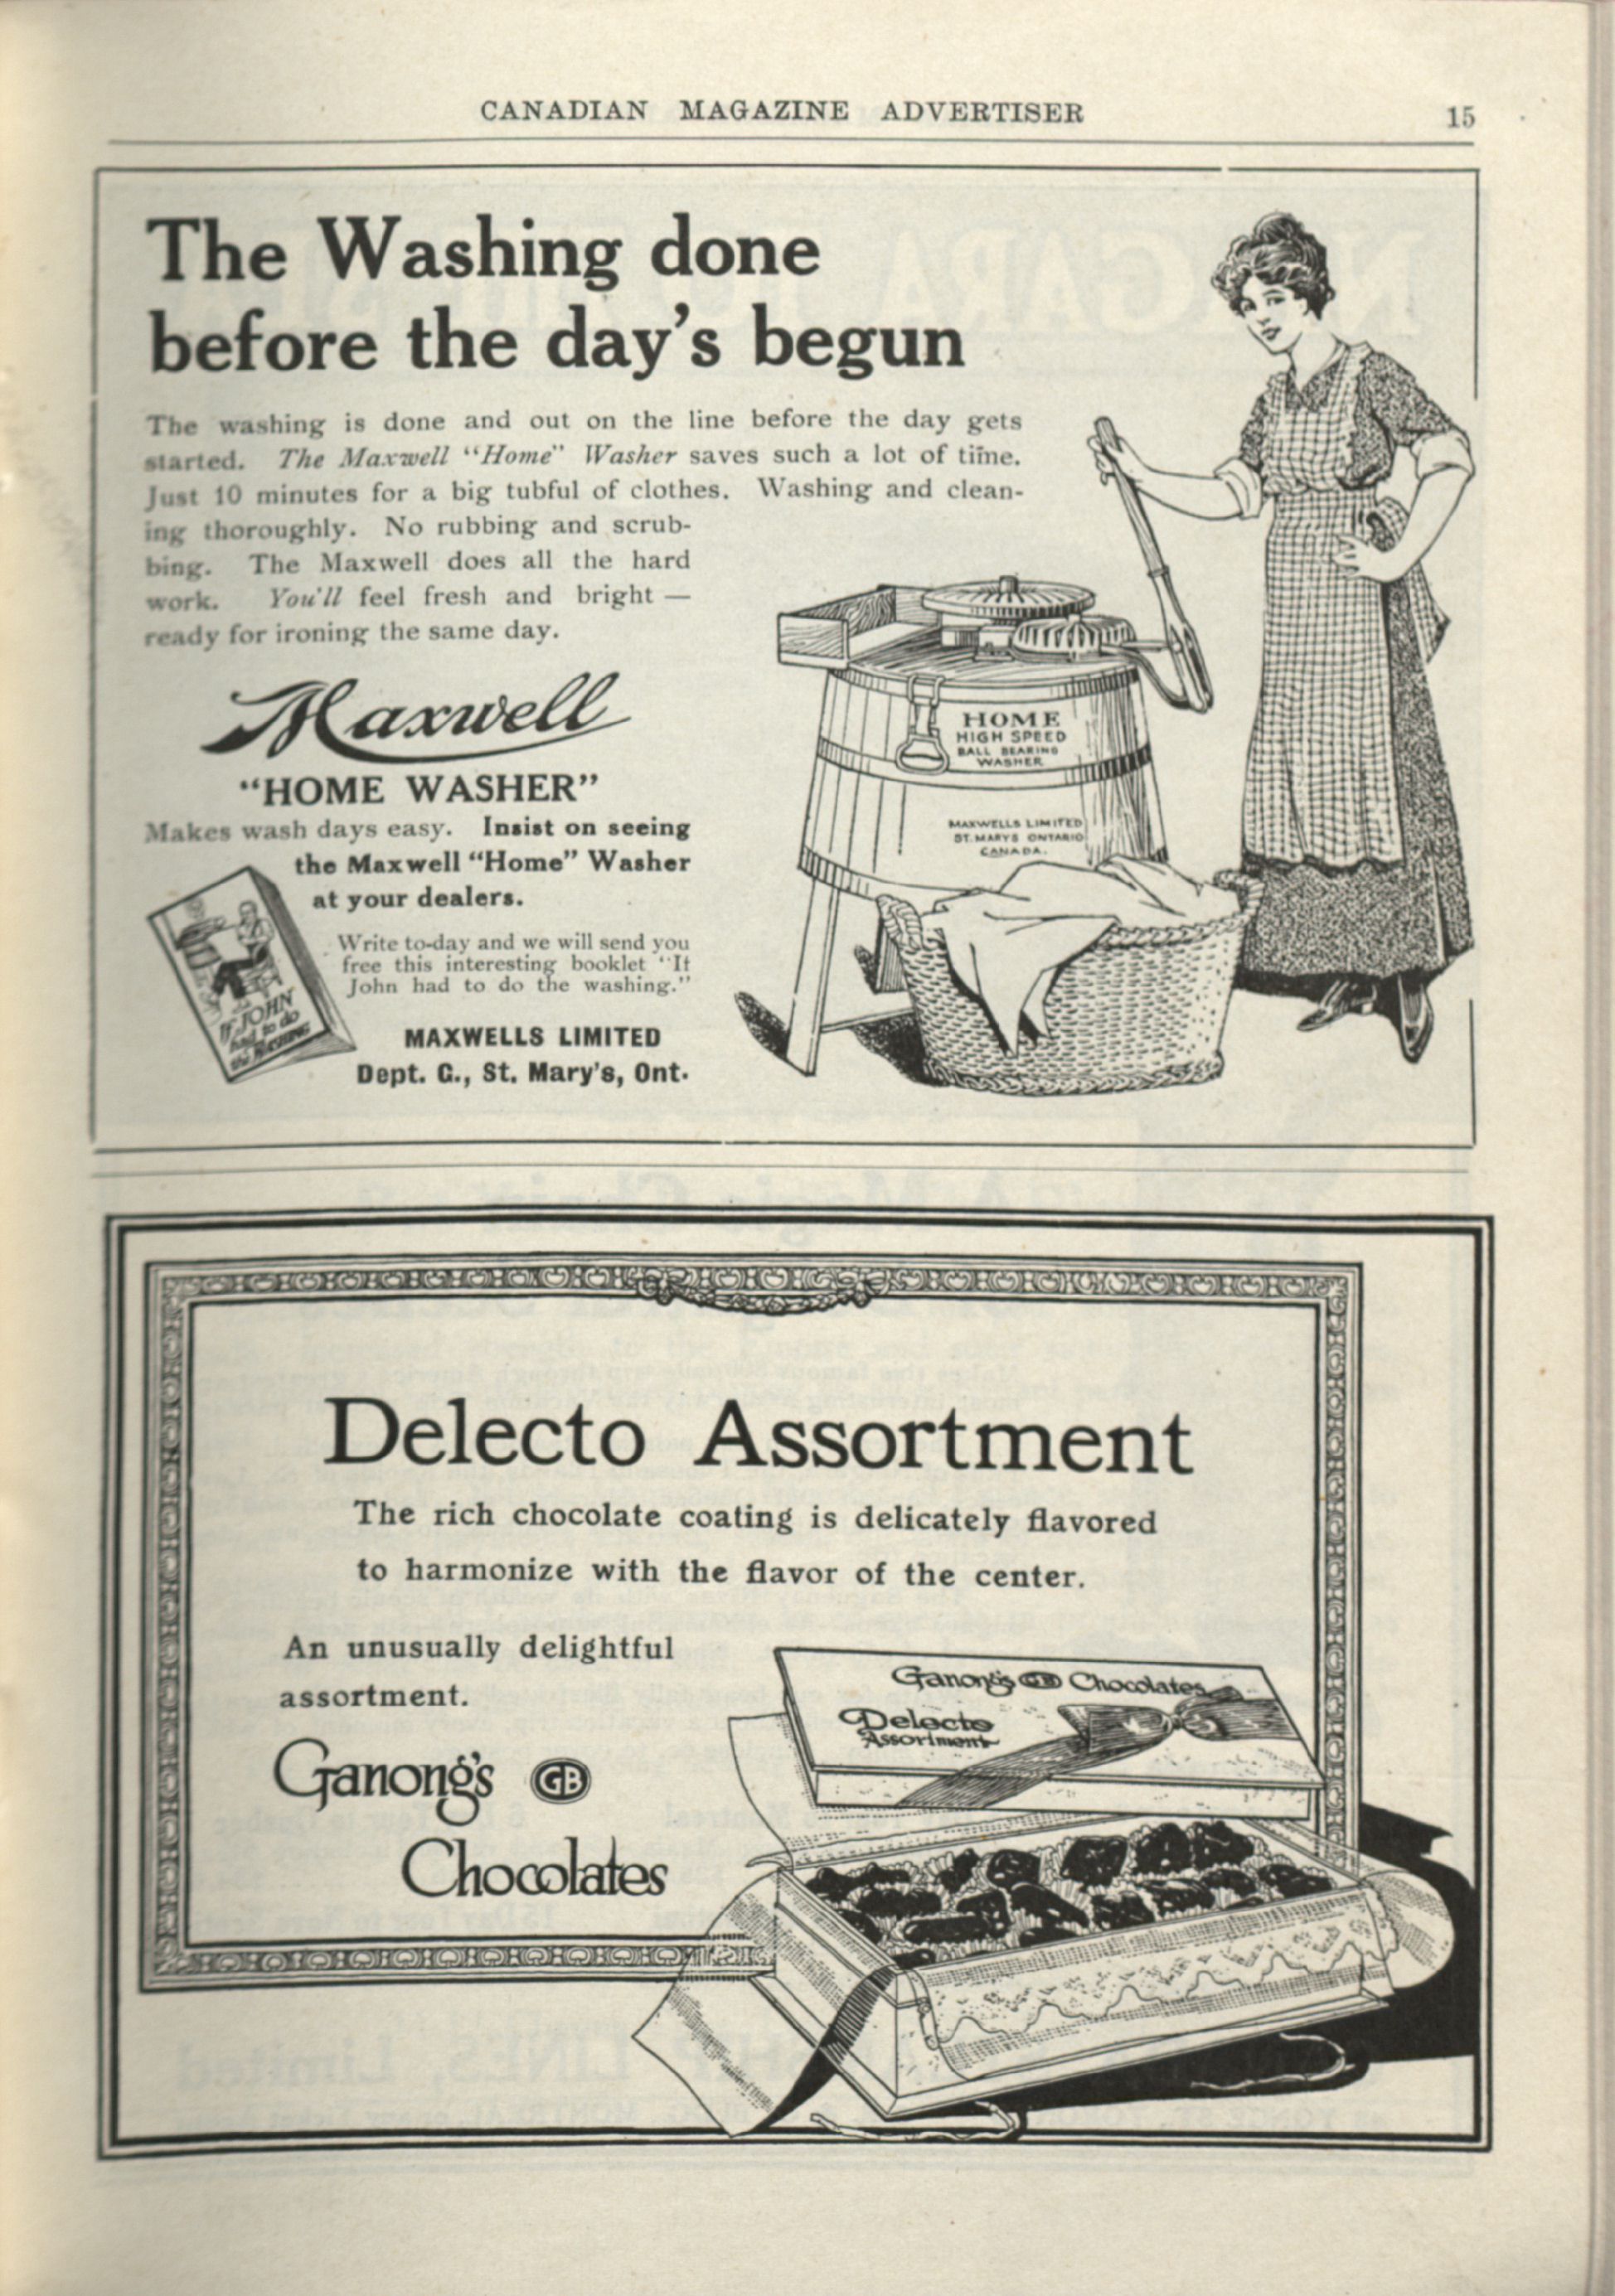 CANADIAN MAGAZINE ADVERTISER 15
The Washing done
before the day's begun
The washing is done and out on the line before the day gets
started. The Maxwell "Home" Washer saves such a lot of time.
Just 10 minutes for a big tubful of clothes. Washing and clean-
ing thoroughly. No rubbing and scrub-
bing. The Maxwell does all the hard
work. You'll feel fresh and bright —
ready for ironing the same day.
Maxwell
"HOME WASHER"
Makes wash days easy. Insist on seeing
the Maxwell "Home" Washer
at your dealers.
Write to-day and we will send you
free this interesting booklet "If
John had to do the washing."
MAXWELLS LIMITED
Dept. C., St. Mary's, Ont.
IF JOHN
had to do
the WASHING
HOME
HIGH SPEED
BALL BEARING
WASHER
MAXWELLS LIMITED
ST. MARYS ONTARIO
CANADA.
Delecto Assortment
The rich chocolate coating is delicately flavored
to harmonize with the flavor of the center.
An unusually delightful
assortment.
Ganong's GB
Chocolates
Ganong's GB Chocolates
Delecto
Assortment